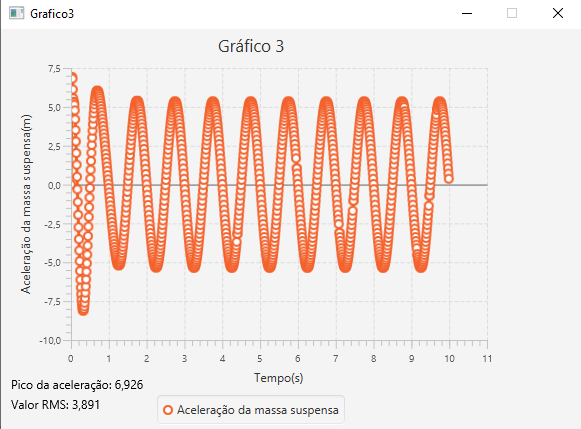 Grafico3
Gráfico 3
Aceleração da massa suspensa(m)
7,5
5,0
2,5
0,0
-2,5
-5,0
-7,5
-10,0
0 1 2 3 4 5 6 7 8 9 10 11
Tempo(s)
Pico da aceleração: 6,926
Valor RMS: 3,891
Aceleração da massa suspensa